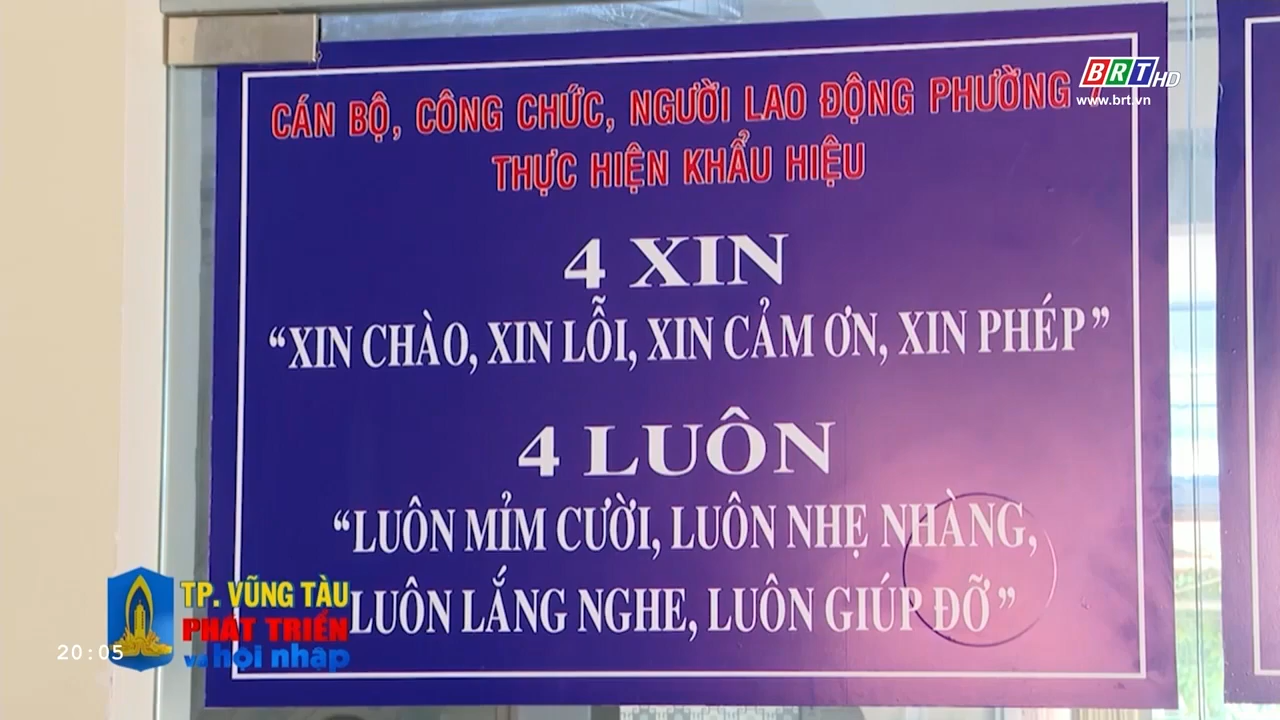 CÁN BỘ, CÔNG CHỨC, NGƯỜI LAO ĐỘNG PHƯỜNG
THỰC HIỆN KHẨU HIỆU
4 XIN
“XIN CHÀO, XIN LỖI, XIN CẢM ƠN, XIN PHÉP”
4 LUÔN
“LUÔN MỈM CƯỜI, LUÔN NHẸ NHÀNG,
LUÔN LẮNG NGHE, LUÔN GIÚP ĐỠ”
BRT HD
www.brt.vn
TP. VŨNG TÀU
PHÁT TRIỂN
và hội nhập
20:05